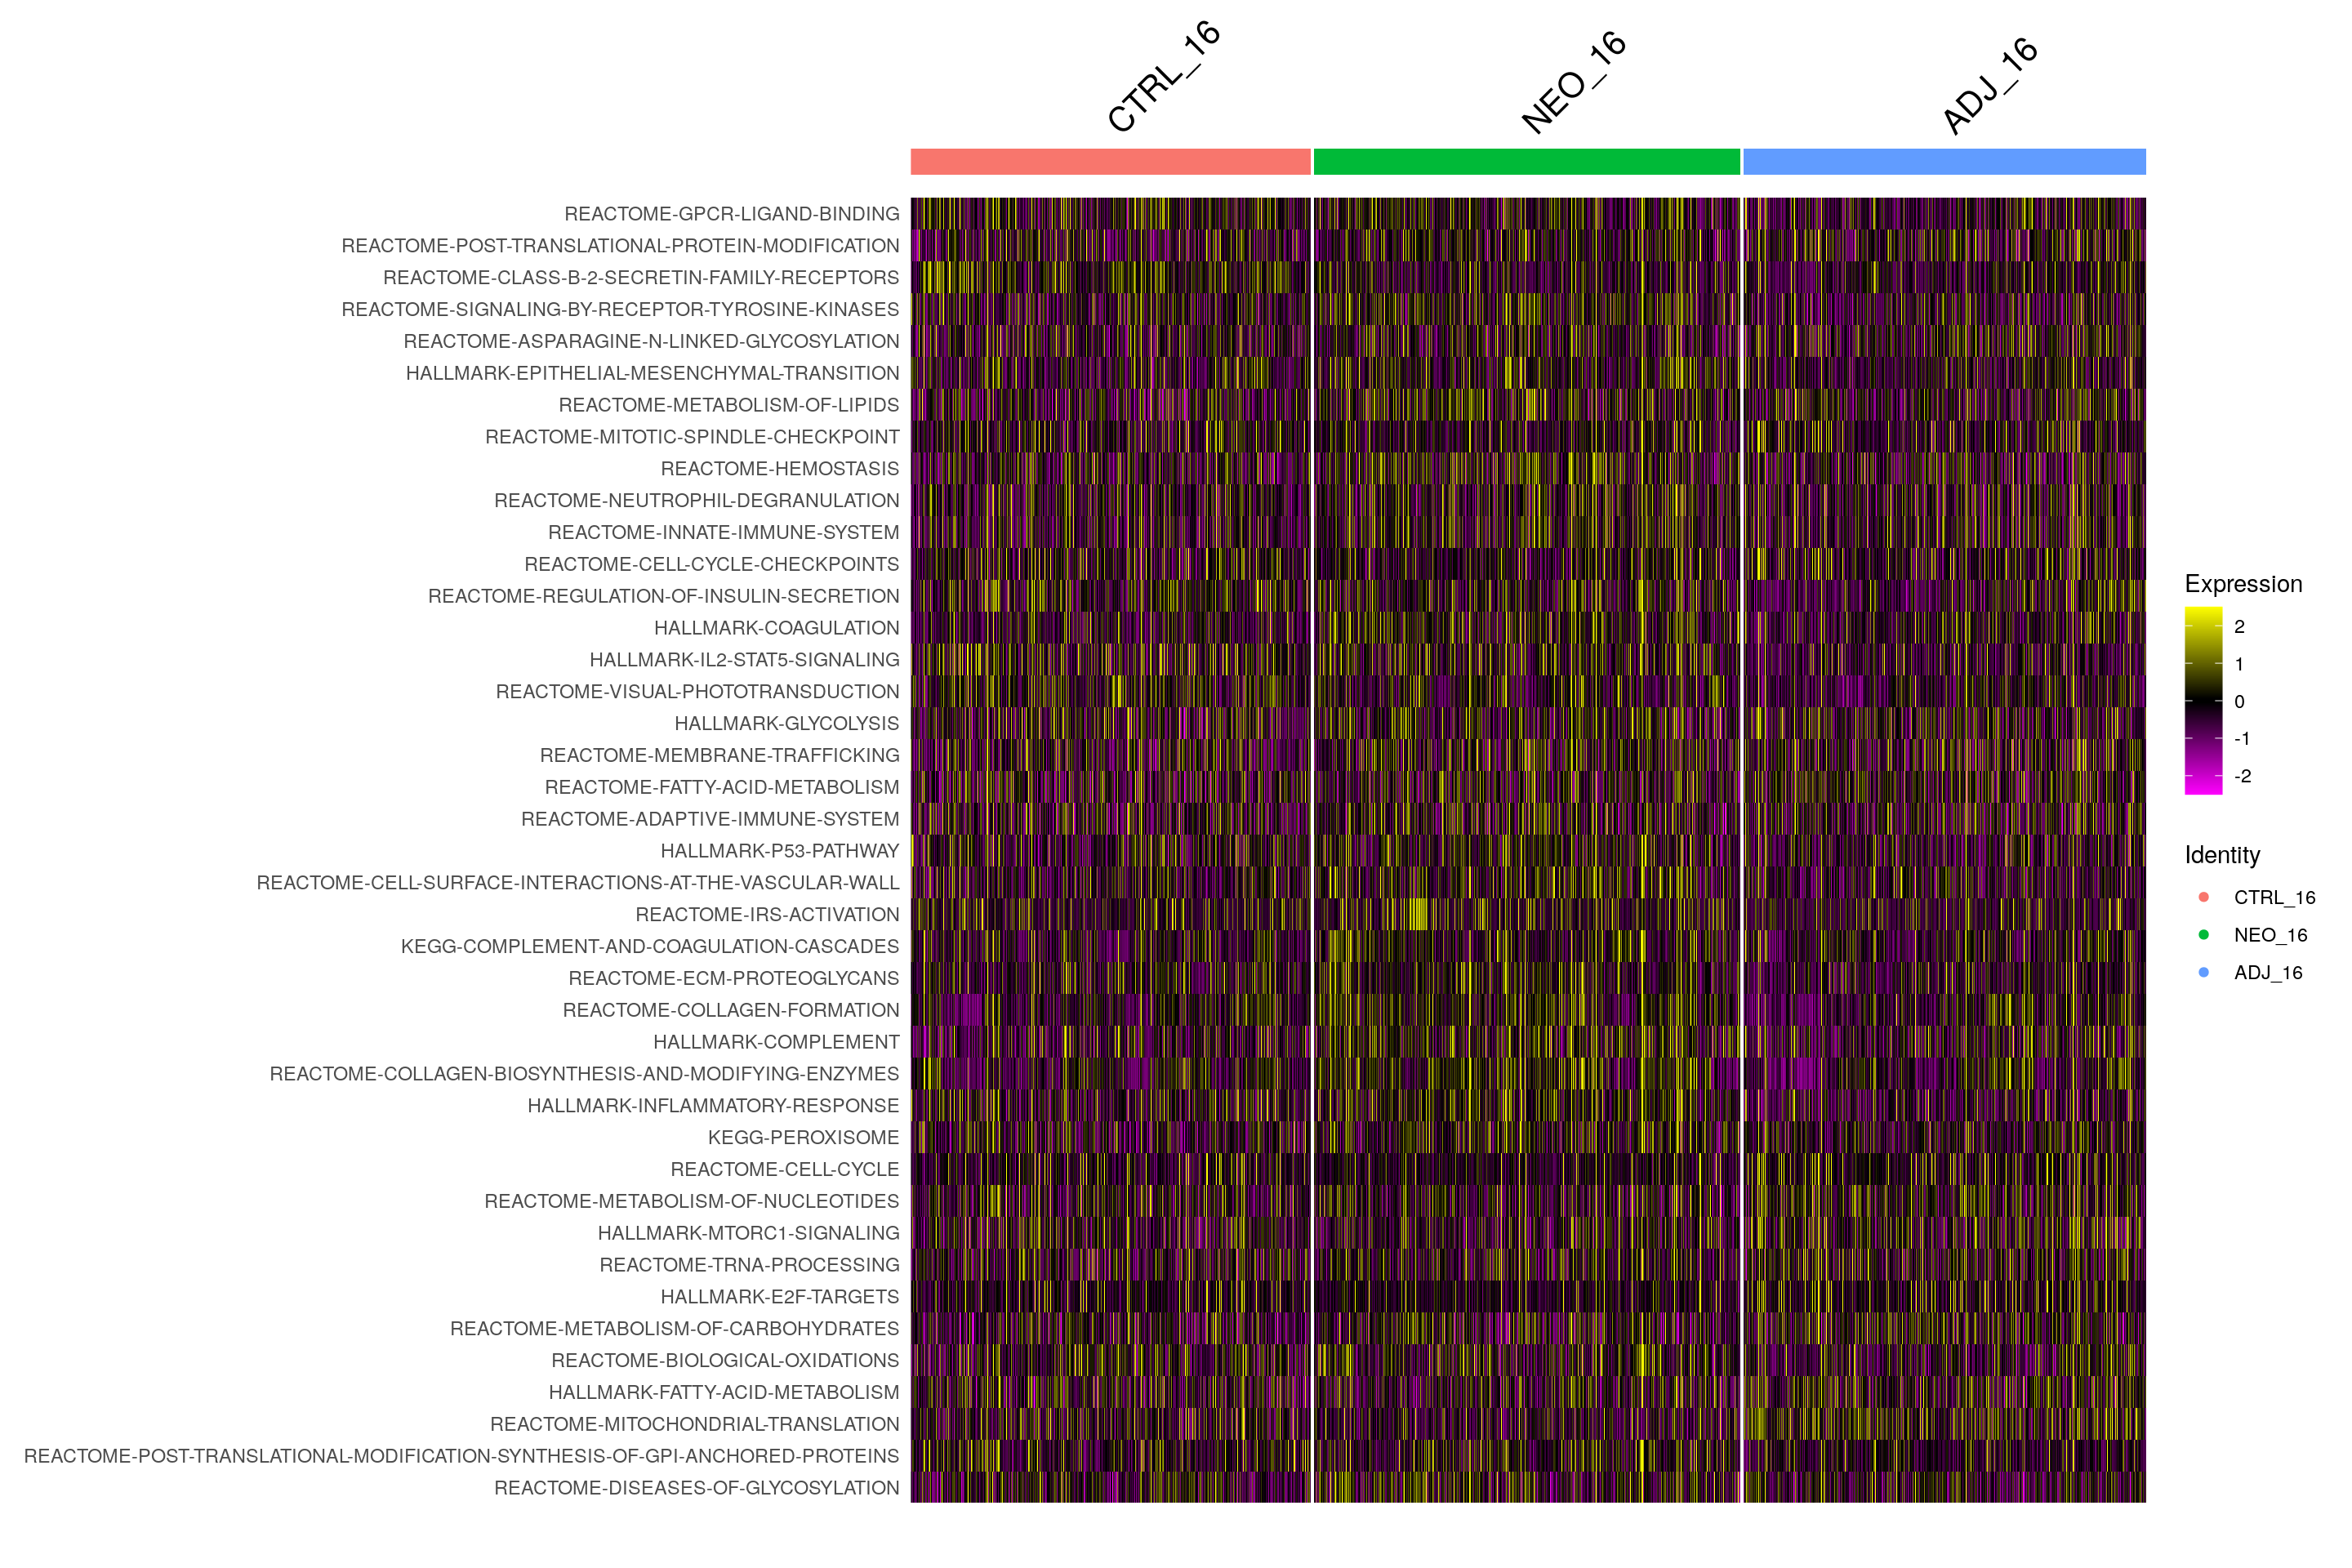 CTRL_16
NEO_16
ADJ_16
REACTOME-GPCR-LIGAND-BINDING
REACTOME-POST-TRANSLATIONAL-PROTEIN-MODIFICATION
REACTOME-CLASS-B-2-SECRETIN-FAMILY-RECEPTORS
REACTOME-SIGNALING-BY-RECEPTOR-TYROSINE-KINASES
REACTOME-ASPARAGINE-N-LINKED-GLYCOSYLATION
HALLMARK-EPITHELIAL-MESENCHYMAL-TRANSITION
REACTOME-METABOLISM-OF-LIPIDS
REACTOME-MITOTIC-SPINDLE-CHECKPOINT
REACTOME-HEMOSTASIS
REACTOME-NEUTROPHIL-DEGRANULATION
REACTOME-INNATE-IMMUNE-SYSTEM
REACTOME-CELL-CYCLE-CHECKPOINTS
REACTOME-REGULATION-OF-INSULIN-SECRETION
HALLMARK-COAGULATION
HALLMARK-IL2-STAT5-SIGNALING
REACTOME-VISUAL-PHOTOTRANSDUCTION
HALLMARK-GLYCOLYSIS
REACTOME-MEMBRANE-TRAFFICKING
REACTOME-FATTY-ACID-METABOLISM
REACTOME-ADAPTIVE-IMMUNE-SYSTEM
HALLMARK-P53-PATHWAY
REACTOME-CELL-SURFACE-INTERACTIONS-AT-THE-VASCULAR-WALL
REACTOME-IRS-ACTIVATION
KEGG-COMPLEMENT-AND-COAGULATION-CASCADES
REACTOME-ECM-PROTEOGLYCANS
REACTOME-COLLAGEN-FORMATION
HALLMARK-COMPLEMENT
REACTOME-COLLAGEN-BIOSYNTHESIS-AND-MODIFYING-ENZYMES
HALLMARK-INFLAMMATORY-RESPONSE
KEGG-PEROXISOME
REACTOME-CELL-CYCLE
REACTOME-METABOLISM-OF-NUCLEOTIDES
HALLMARK-MTORC1-SIGNALING
REACTOME-TRNA-PROCESSING
HALLMARK-E2F-TARGETS
REACTOME-METABOLISM-OF-CARBOHYDRATES
REACTOME-BIOLOGICAL-OXIDATIONS
HALLMARK-FATTY-ACID-METABOLISM
REACTOME-MITOCHONDRIAL-TRANSLATION
REACTOME-POST-TRANSLATIONAL-MODIFICATION-SYNTHESIS-OF-GPI-ANCHORED-PROTEINS
REACTOME-DISEASES-OF-GLYCOSYLATION
Expression
2
1
0
-1
-2
Identity
CTRL_16
NEO_16
ADJ_16